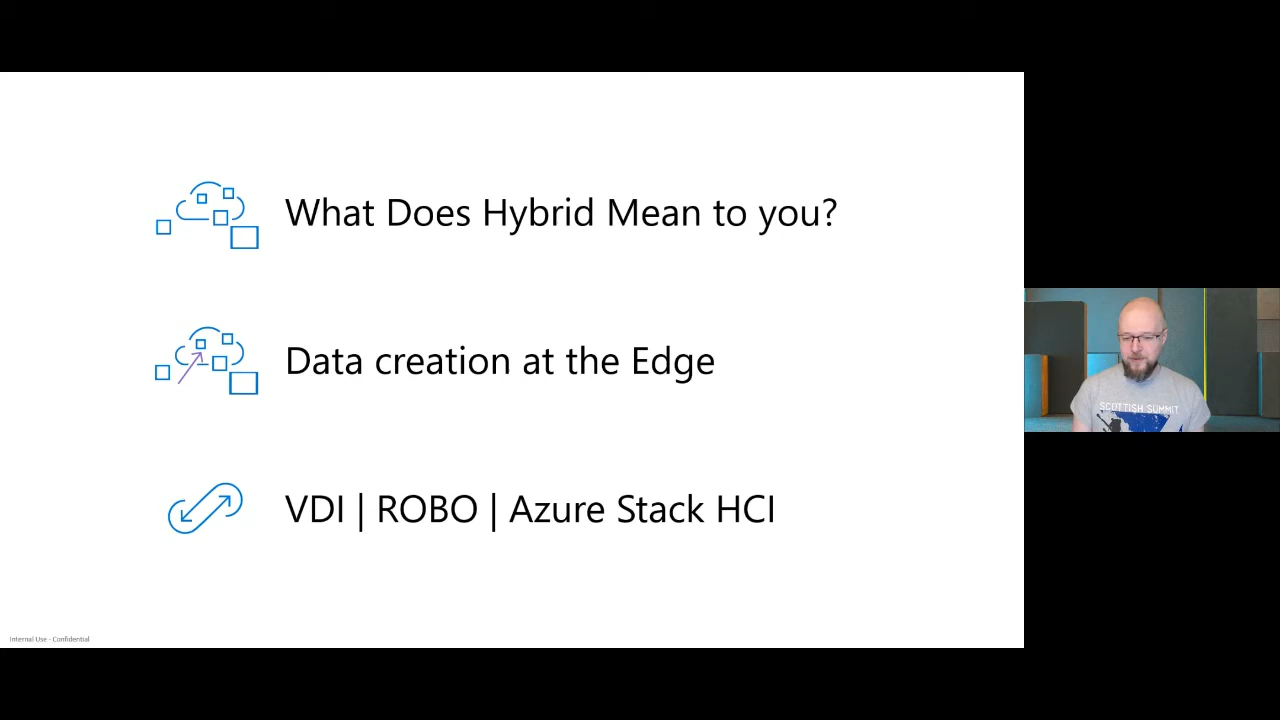 What Does Hybrid Mean to you?
Data creation at the Edge
VDI | ROBO | Azure Stack HCI
Internal Use - Confidential
SCOTTISH SUMMIT